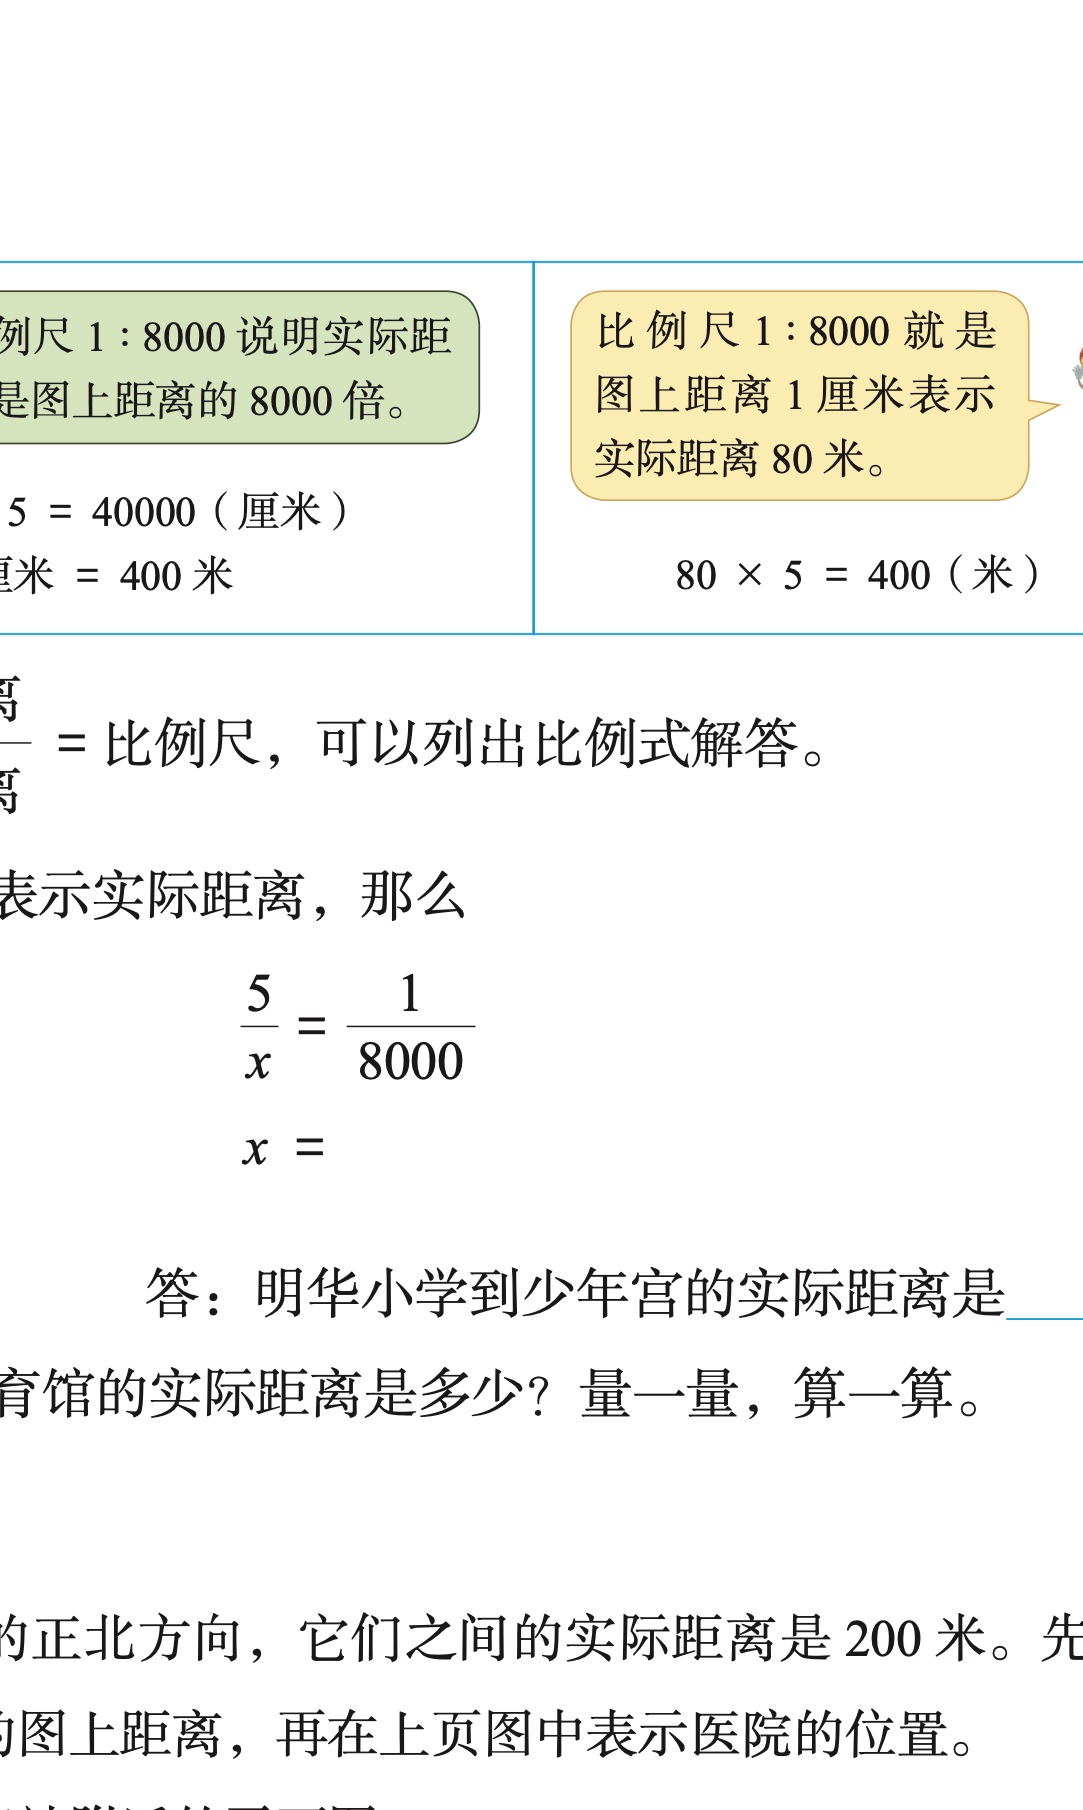 例尺 1∶8000 说明实际距
是图上距离的 8000 倍。
5 = 40000（厘米）
厘米 = 400 米
比例尺 1∶8000 就是
图上距离 1 厘米表示
实际距离 80 米。
80 × 5 = 400（米）
离
离
= 比例尺，可以列出比例式解答。
表示实际距离，那么
5/x = 1/8000
x =
答：明华小学到少年宫的实际距离是
育馆的实际距离是多少？量一量，算一算。
的正北方向，它们之间的实际距离是 200 米。先
的图上距离，再在上页图中表示医院的位置。